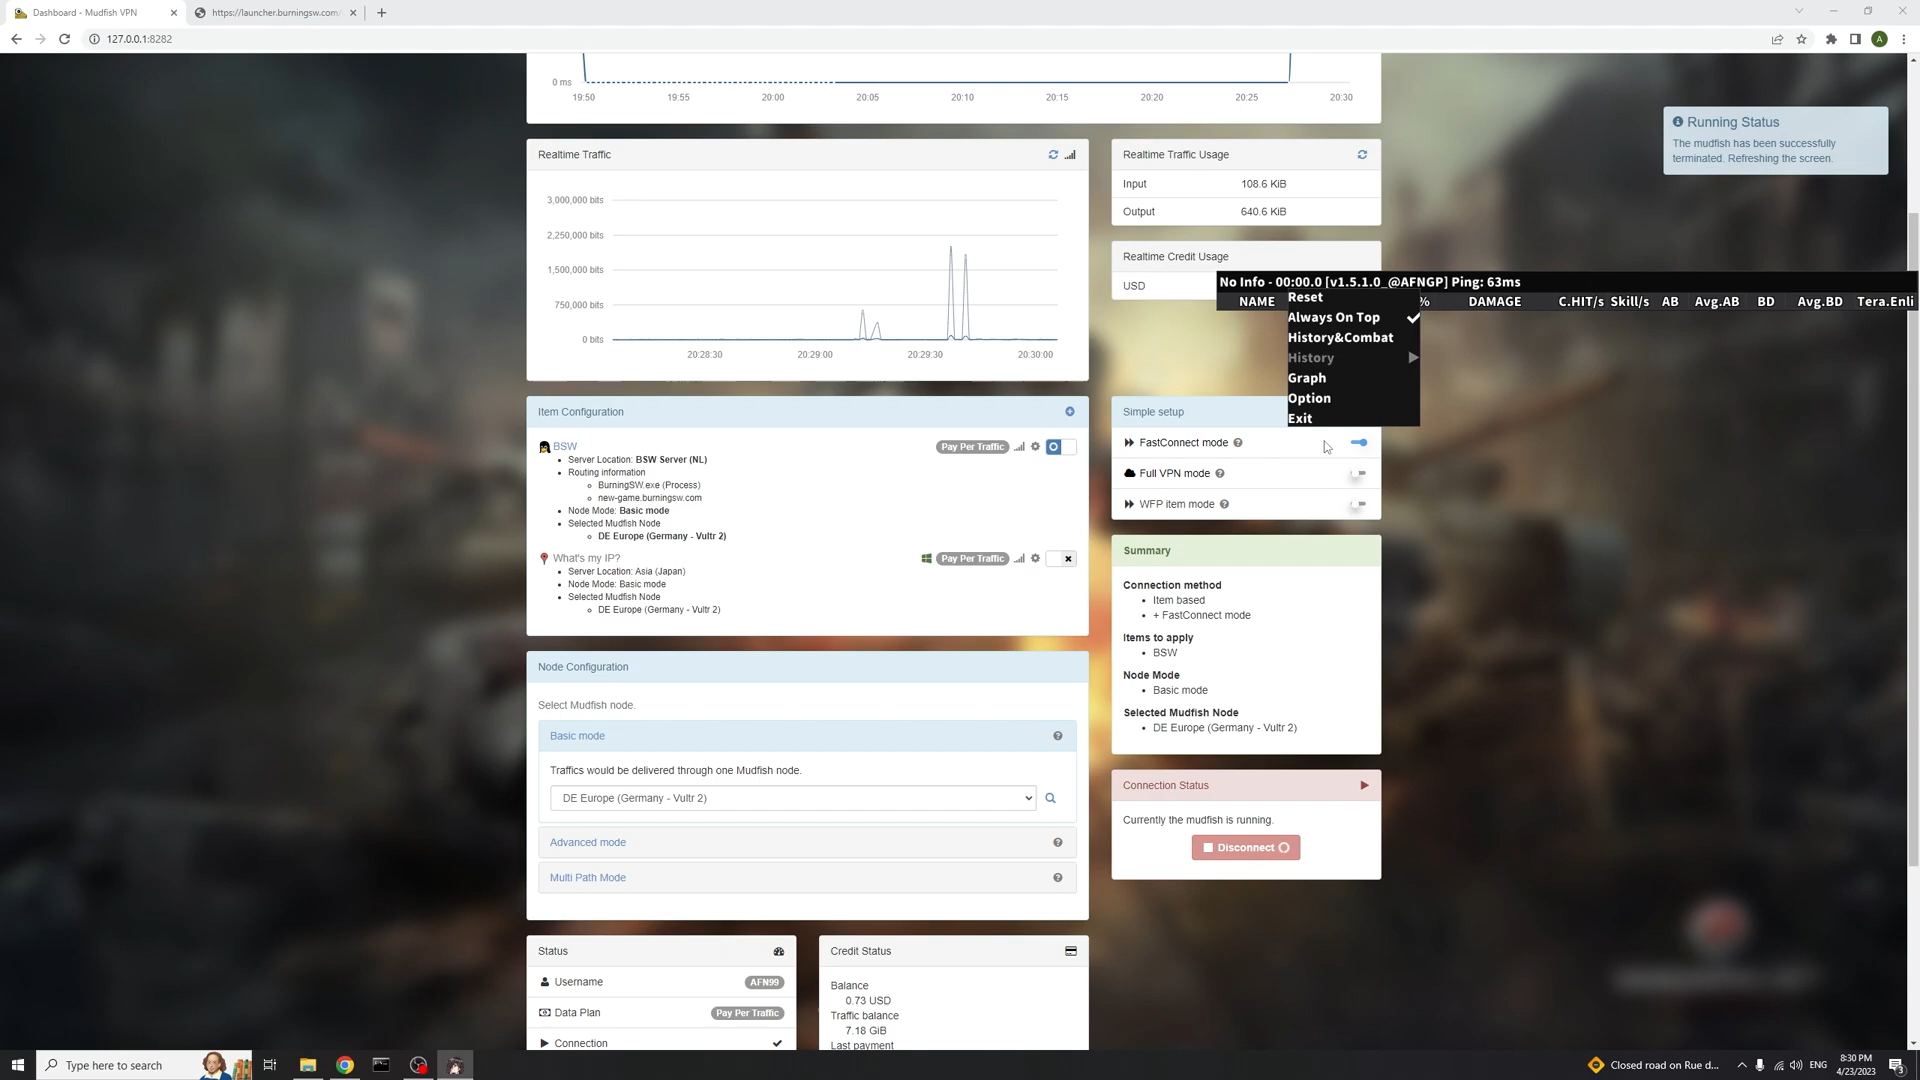 Dashboard - Mudfish VPN
https://launcher.burningsw.com/
127.0.0.1:8282
A
0 ms
19:50 19:55 20:00 20:05 20:10 20:15 20:20 20:25 20:30
Running Status
The mudfish has been successfully
terminated. Refreshing the screen.
Realtime Traffic
3,000,000 bits
2,250,000 bits
1,500,000 bits
750,000 bits
0 bits
20:28:30 20:29:00 20:29:30 20:30:00
Realtime Traffic Usage
Input 108.6 KiB
Output 640.6 KiB
Realtime Credit Usage
USD
No Info - 00:00.0 [v1.5.1.0_@AFNGP] Ping: 63ms
NAME % DAMAGE C.HIT/s Skill/s AB Avg.AB BD Avg.BD Tera.Enli
Reset
Always On Top
History&Combat
History
Graph
Option
Exit
Item Configuration
BSW Pay Per Traffic
Server Location: BSW Server (NL)
Routing information
BurningSW.exe (Process)
new-game.burningsw.com
Node Mode: Basic mode
Selected Mudfish Node
DE Europe (Germany - Vultr 2)
What's my IP? Pay Per Traffic
Server Location: Asia (Japan)
Node Mode: Basic mode
Selected Mudfish Node
DE Europe (Germany - Vultr 2)
Simple setup
FastConnect mode
Full VPN mode
WFP item mode
Summary
Connection method
Item based
+ FastConnect mode
Items to apply
BSW
Node Mode
Basic mode
Selected Mudfish Node
DE Europe (Germany - Vultr 2)
Node Configuration
Select Mudfish node.
Basic mode
Traffics would be delivered through one Mudfish node.
DE Europe (Germany - Vultr 2)
Advanced mode
Multi Path Mode
Connection Status
Currently the mudfish is running.
Disconnect
Status
Username AFN99
Data Plan Pay Per Traffic
Connection
Credit Status
Balance
0.73 USD
Traffic balance
7.18 GiB
Last payment
Type here to search
Closed road on Rue d...
ENG
8:30 PM
4/23/2023
3